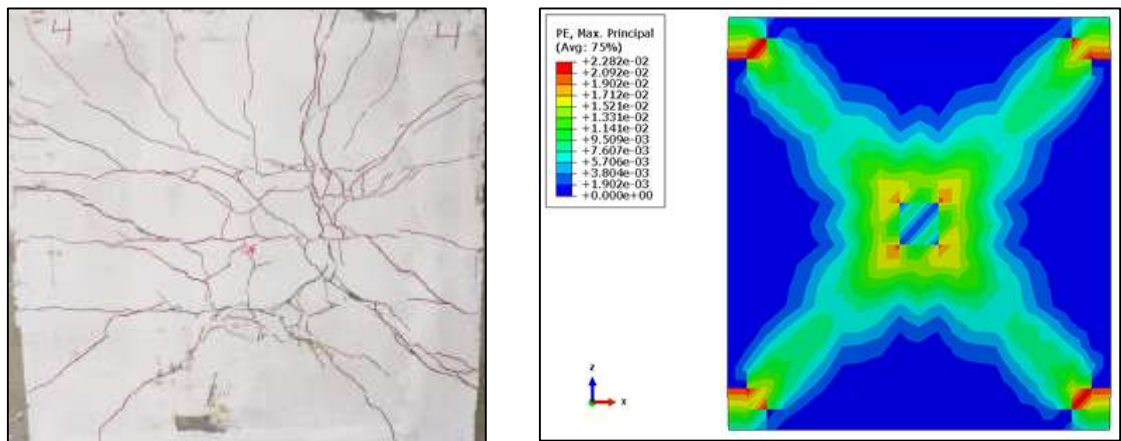 4
4
PE, Max. Principal
(Avg: 75%)
+2.282e-02
+2.092e-02
+1.902e-02
+1.712e-02
+1.521e-02
+1.331e-02
+1.141e-02
+9.509e-03
+7.607e-03
+5.706e-03
+3.804e-03
+1.902e-03
+0.000e+00
z
x